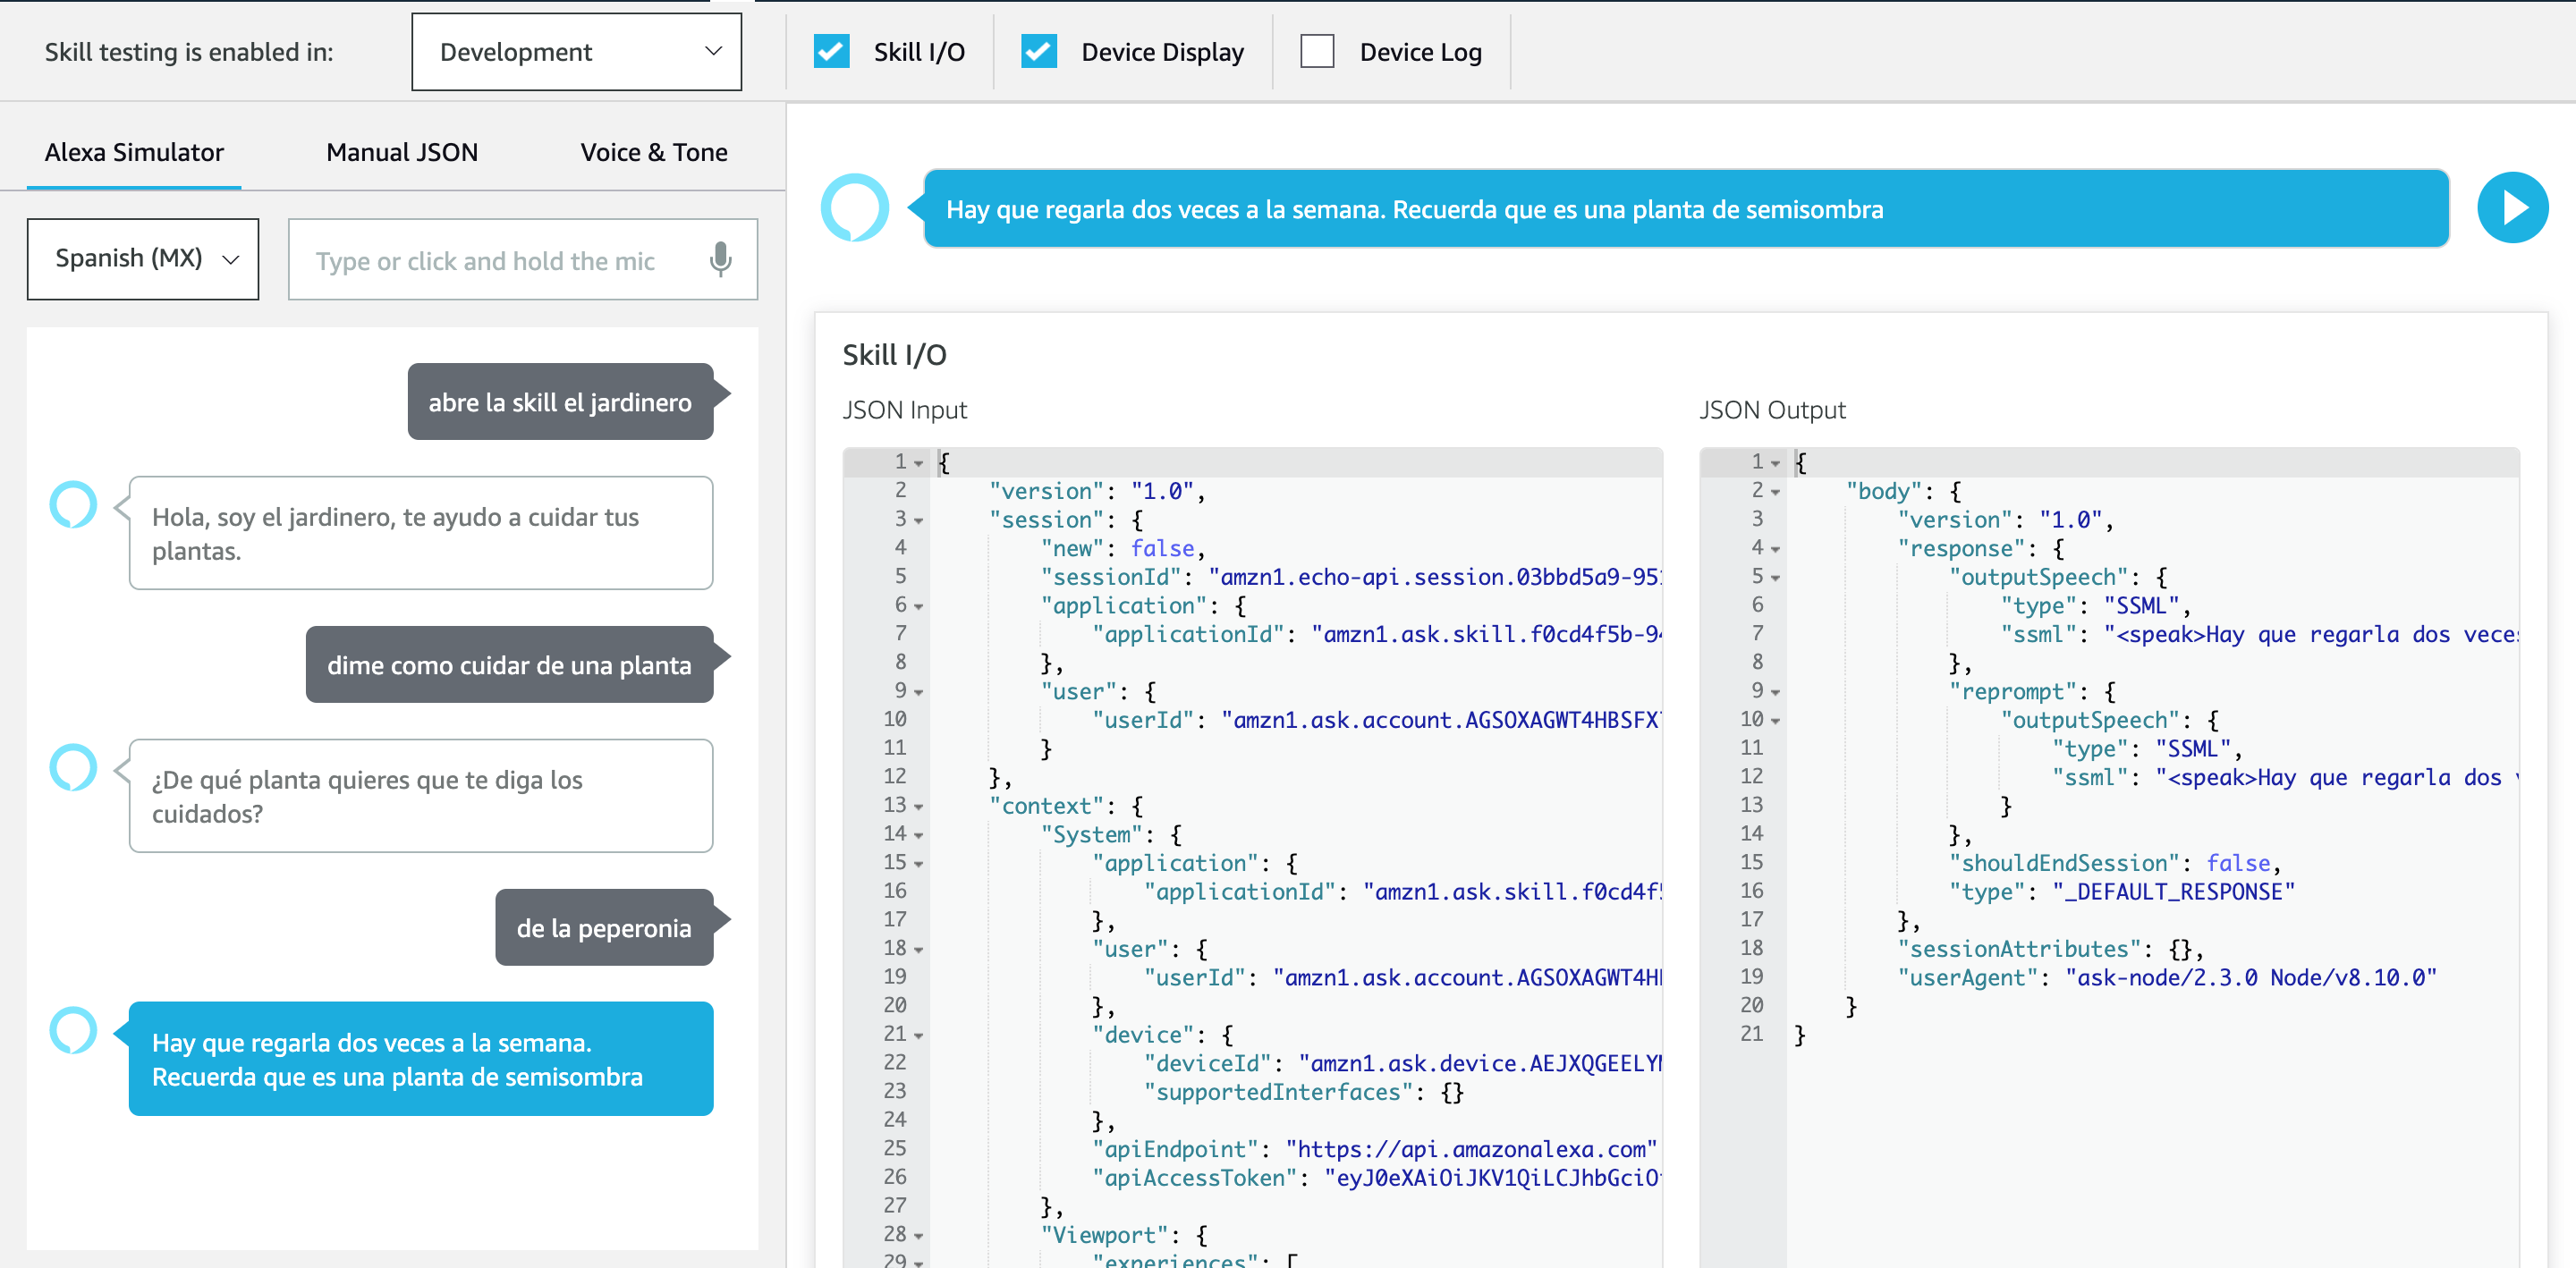 Skill testing is enabled in:
Development
Skill I/O
Device Display
Device Log
Alexa Simulator
Manual JSON
Voice & Tone
Spanish (MX)
Type or click and hold the mic
abre la skill el jardinero
Hola, soy el jardinero, te ayudo a cuidar tus
plantas.
dime como cuidar de una planta
¿De qué planta quieres que te diga los
cuidados?
de la peperonia
Hay que regarla dos veces a la semana.
Recuerda que es una planta de semisombra
Hay que regarla dos veces a la semana. Recuerda que es una planta de semisombra
Skill I/O
JSON Input
1 {
2 "version": "1.0",
3 "session": {
4 "new": false,
5 "sessionId": "amzn1.echo-api.session.03bbd5a9-951
6 "application": {
7 "applicationId": "amzn1.ask.skill.f0cd4f5b-94
8 },
9 "user": {
10 "userId": "amzn1.ask.account.AGSOXAGWT4HBSFX
11 }
12 },
13 "context": {
14 "System": {
15 "application": {
16 "applicationId": "amzn1.ask.skill.f0cd4f5
17 },
18 "user": {
19 "userId": "amzn1.ask.account.AGSOXAGWT4H
20 },
21 "device": {
22 "deviceId": "amzn1.ask.device.AEJXQGEELY
23 "supportedInterfaces": {}
24 },
25 "apiEndpoint": "https://api.amazonalexa.com"
26 "apiAccessToken": "eyJ0eXAiOiJKV1QiLCJhbGciO
27 },
28 "Viewport": {
29 "experiences": [
JSON Output
1 {
2 "body": {
3 "version": "1.0",
4 "response": {
5 "outputSpeech": {
6 "type": "SSML",
7 "ssml": "<speak>Hay que regarla dos veces
8 },
9 "reprompt": {
10 "outputSpeech": {
11 "type": "SSML",
12 "ssml": "<speak>Hay que regarla dos
13 }
14 },
15 "shouldEndSession": false,
16 "type": "_DEFAULT_RESPONSE"
17 },
18 "sessionAttributes": {},
19 "userAgent": "ask-node/2.3.0 Node/v8.10.0"
20 }
21 }